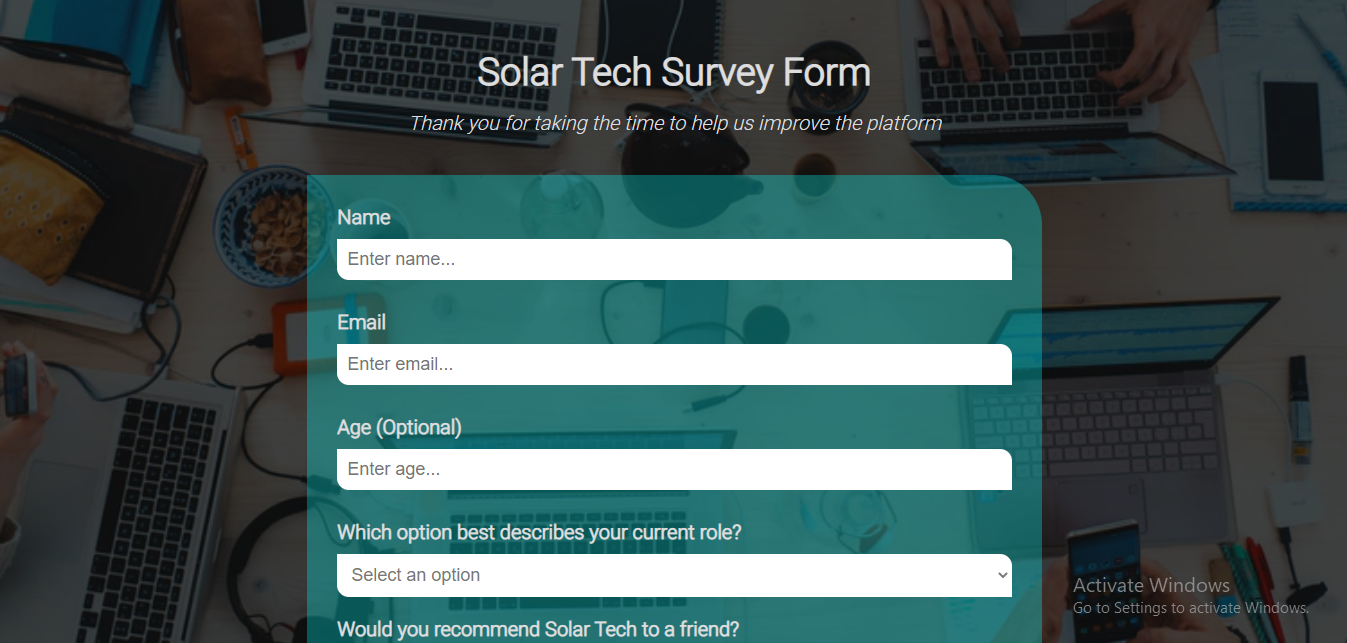 Solar Tech Survey Form
Thank you for taking the time to help us improve the platform
Name
Enter name...
Email
Enter email...
Age (Optional)
Enter age...
Which option best describes your current role?
Select an option
Would you recommend Solar Tech to a friend?
Activate Windows
Go to Settings to activate Windows.